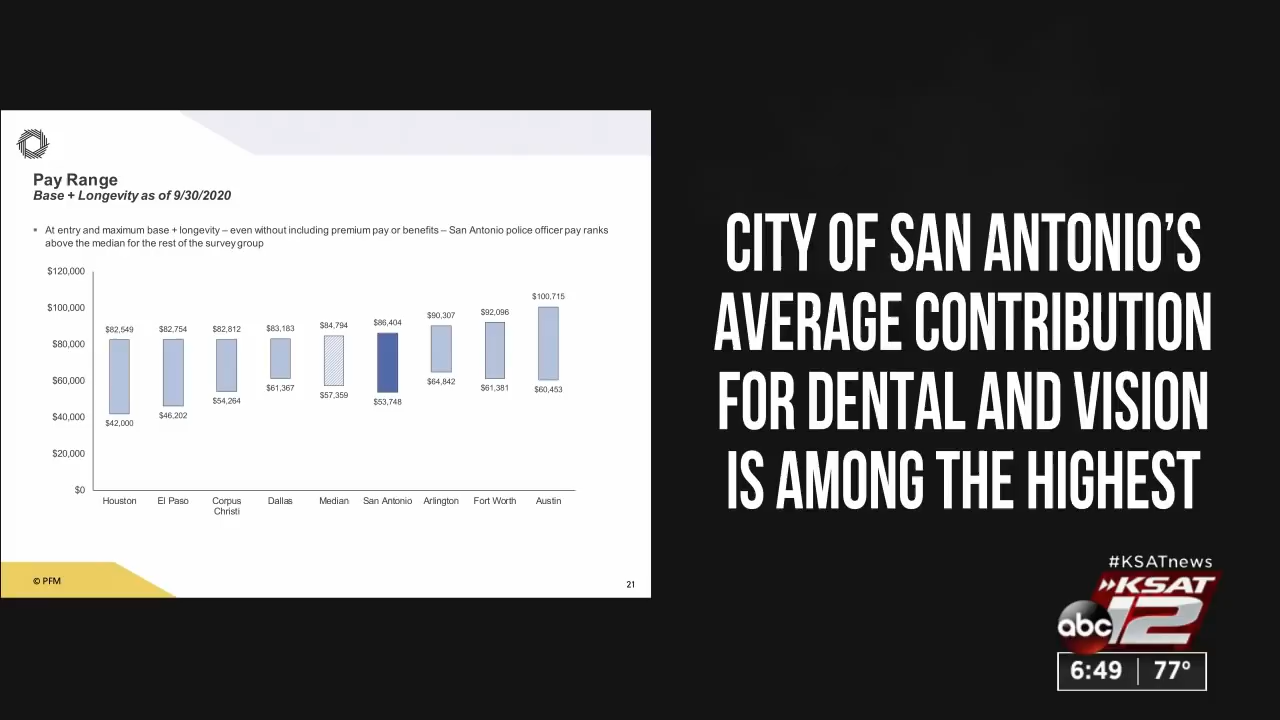 Pay Range
Base + Longevity as of 9/30/2020
▪ At entry and maximum base + longevity – even without including premium pay or benefits – San Antonio police officer pay ranks
above the median for the rest of the survey group
$120,000
$100,000
$80,000
$60,000
$40,000
$20,000
$0
$82,549
$82,754
$82,812
$83,183
$84,794
$86,404
$90,307
$92,096
$100,715
$42,000
$46,202
$54,264
$61,367
$57,359
$53,748
$64,842
$61,381
$60,453
Houston
El Paso
Corpus
Christi
Dallas
Median
San Antonio
Arlington
Fort Worth
Austin
© PFM
21
CITY OF SAN ANTONIO'S
AVERAGE CONTRIBUTION
FOR DENTAL AND VISION
IS AMONG THE HIGHEST
#KSATnews
KSAT
abc 12
6:49 77°